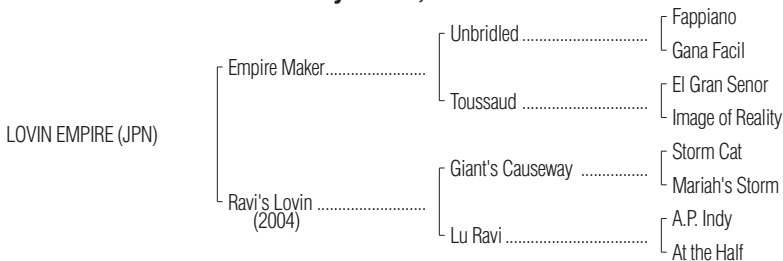 Unbridled ................................
Fappiano
Gana Facil
Empire Maker.........................
Toussaud ................................
El Gran Senor
Image of Reality
LOVIN EMPIRE (JPN)
Giant's Causeway .................
Storm Cat
Mariah's Storm
Ravi's Lovin ...........................
(2004)
Lu Ravi ....................................
A.P. Indy
At the Half